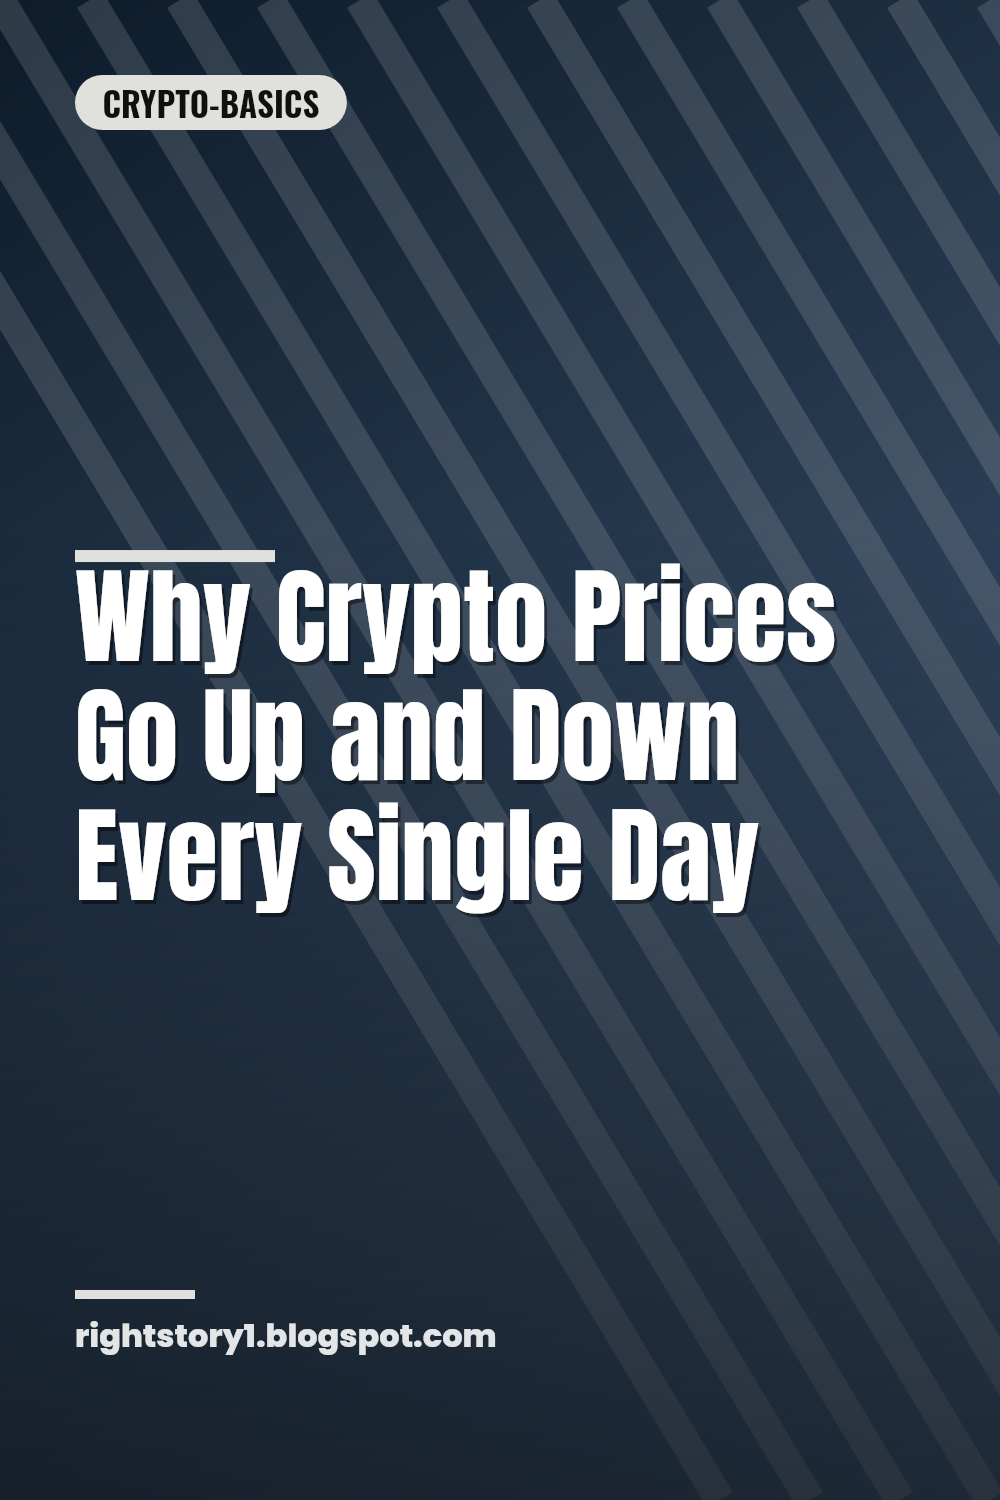 CRYPTO-BASICS
Why Crypto Prices
Go Up and Down
Every Single Day
rightstory1.blogspot.com